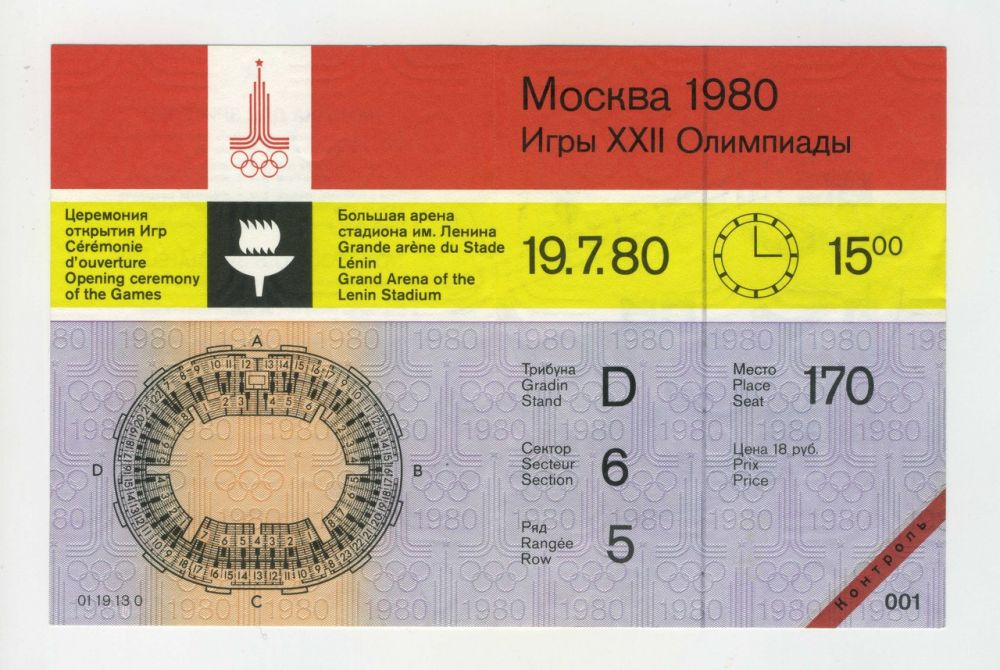 Москва 1980
Игры XXII Олимпиады
Церемония
открытия Игр
Cérémonie
d'ouverture
Opening ceremony
of the Games
Большая арена
стадиона им. Ленина
Grande arène du Stade
Lénin
Grand Arena of the
Lenin Stadium
19.7.80
15⁰⁰
A
B
C
D
Трибуна
Gradin
Stand
D
Место
Place
Seat
170
Сектор
Secteur
Section
6
Цена 18 руб.
Prix
Price
Ряд
Rangée
Row
5
01 19 13 0
Контроль
001